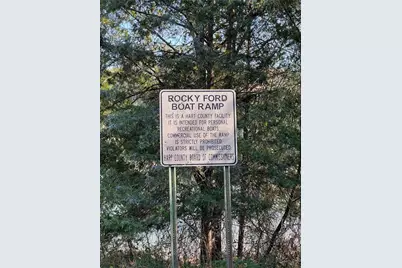 ROCKY FORD
BOAT RAMP
THIS IS A HART COUNTY FACILITY
IT IS INTENDED FOR PERSONAL
RECREATIONAL BOATS
COMMERCIAL USE OF THE RAMP
IS STRICTLY PROHIBITED
VIOLATORS WILL BE PROSECUTED
HART COUNTY BOARD OF COMMISSIONERS